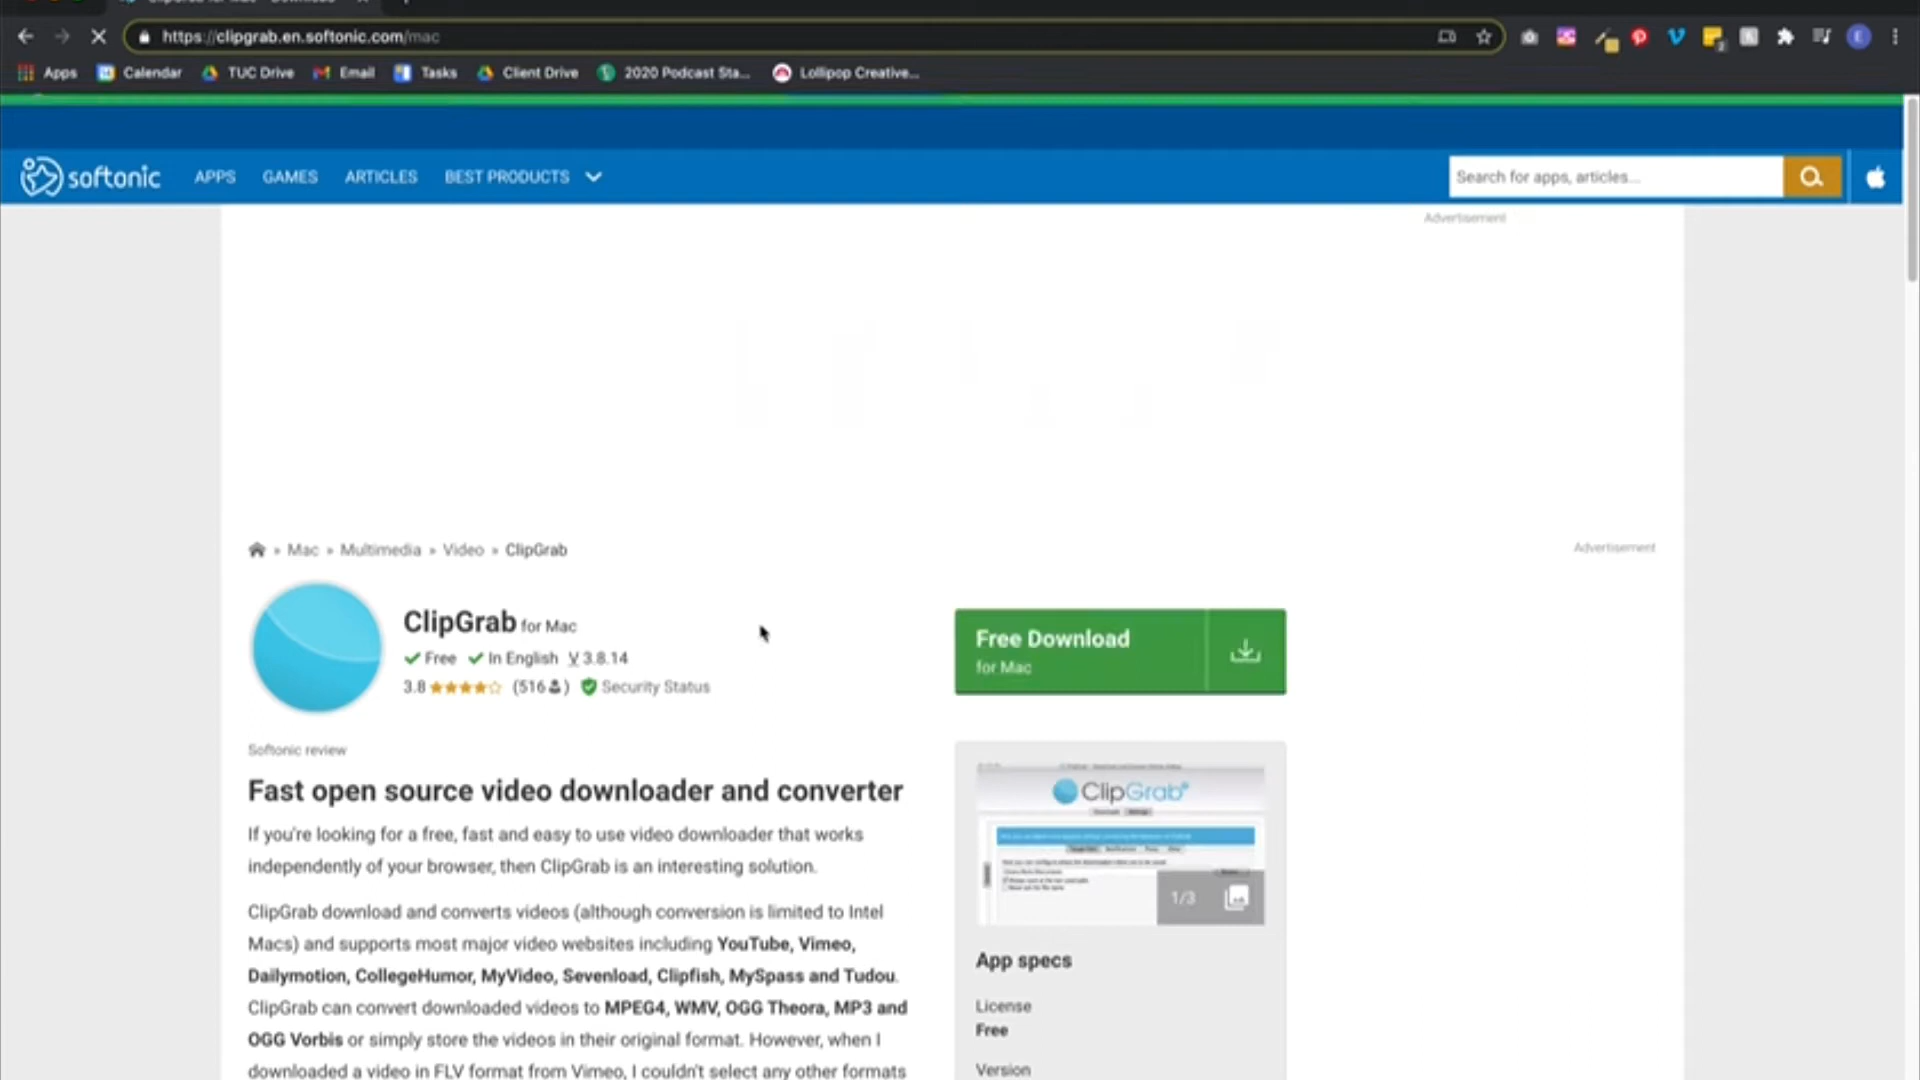 https://clipgrab.en.softonic.com/mac
Apps Calendar TUC Drive Email Tasks Client Drive 2020 Podcast Sta... Lollipop Creative...
softonic APPS GAMES ARTICLES BEST PRODUCTS Search for apps, articles...
Advertisement
» Mac » Multimedia » Video » ClipGrab
Advertisement
ClipGrab for Mac
Free In English V 3.8.14
3.8 (516) Security Status
Free Download
for Mac
Softonic review
Fast open source video downloader and converter
If you're looking for a free, fast and easy to use video downloader that works
independently of your browser, then ClipGrab is an interesting solution.
ClipGrab download and converts videos (although conversion is limited to Intel
Macs) and supports most major video websites including YouTube, Vimeo,
Dailymotion, CollegeHumor, MyVideo, Sevenload, Clipfish, MySpass and Tudou.
ClipGrab can convert downloaded videos to MPEG4, WMV, OGG Theora, MP3 and
OGG Vorbis or simply store the videos in their original format. However, when I
downloaded a video in FLV format from Vimeo, I couldn't select any other formats
ClipGrab
1/3
App specs
License
Free
Version